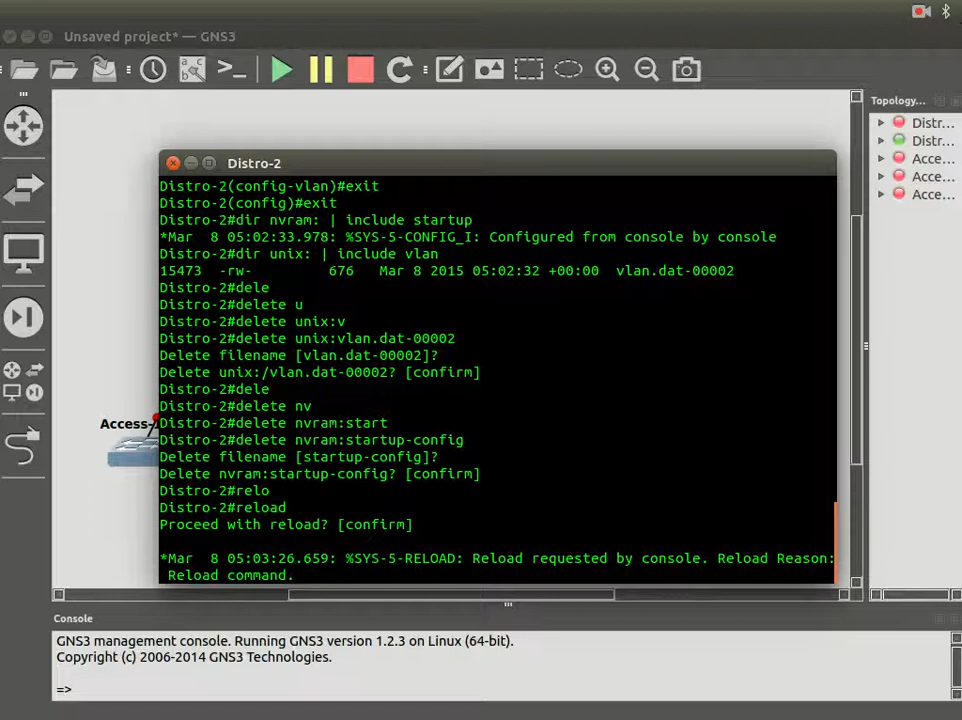 Unsaved project* — GNS3
Topology...
Distr...
Distr...
Acce...
Acce...
Acce...
Distro-2
Distro-2(config-vlan)#exit
Distro-2(config)#exit
Distro-2#dir nvram: | include startup
*Mar  8 05:02:33.978: %SYS-5-CONFIG_I: Configured from console by console
Distro-2#dir unix: | include vlan
15473  -rw-         676   Mar 8 2015 05:02:32 +00:00  vlan.dat-00002
Distro-2#dele
Distro-2#delete u
Distro-2#delete unix:v
Distro-2#delete unix:vlan.dat-00002
Delete filename [vlan.dat-00002]?
Delete unix:/vlan.dat-00002? [confirm]
Distro-2#dele
Distro-2#delete nv
Distro-2#delete nvram:start
Distro-2#delete nvram:startup-config
Delete filename [startup-config]?
Delete nvram:startup-config? [confirm]
Distro-2#relo
Distro-2#reload
Proceed with reload? [confirm]
*Mar  8 05:03:26.659: %SYS-5-RELOAD: Reload requested by console. Reload Reason:
 Reload command.
Access-
Console
GNS3 management console. Running GNS3 version 1.2.3 on Linux (64-bit).
Copyright (c) 2006-2014 GNS3 Technologies.
=>